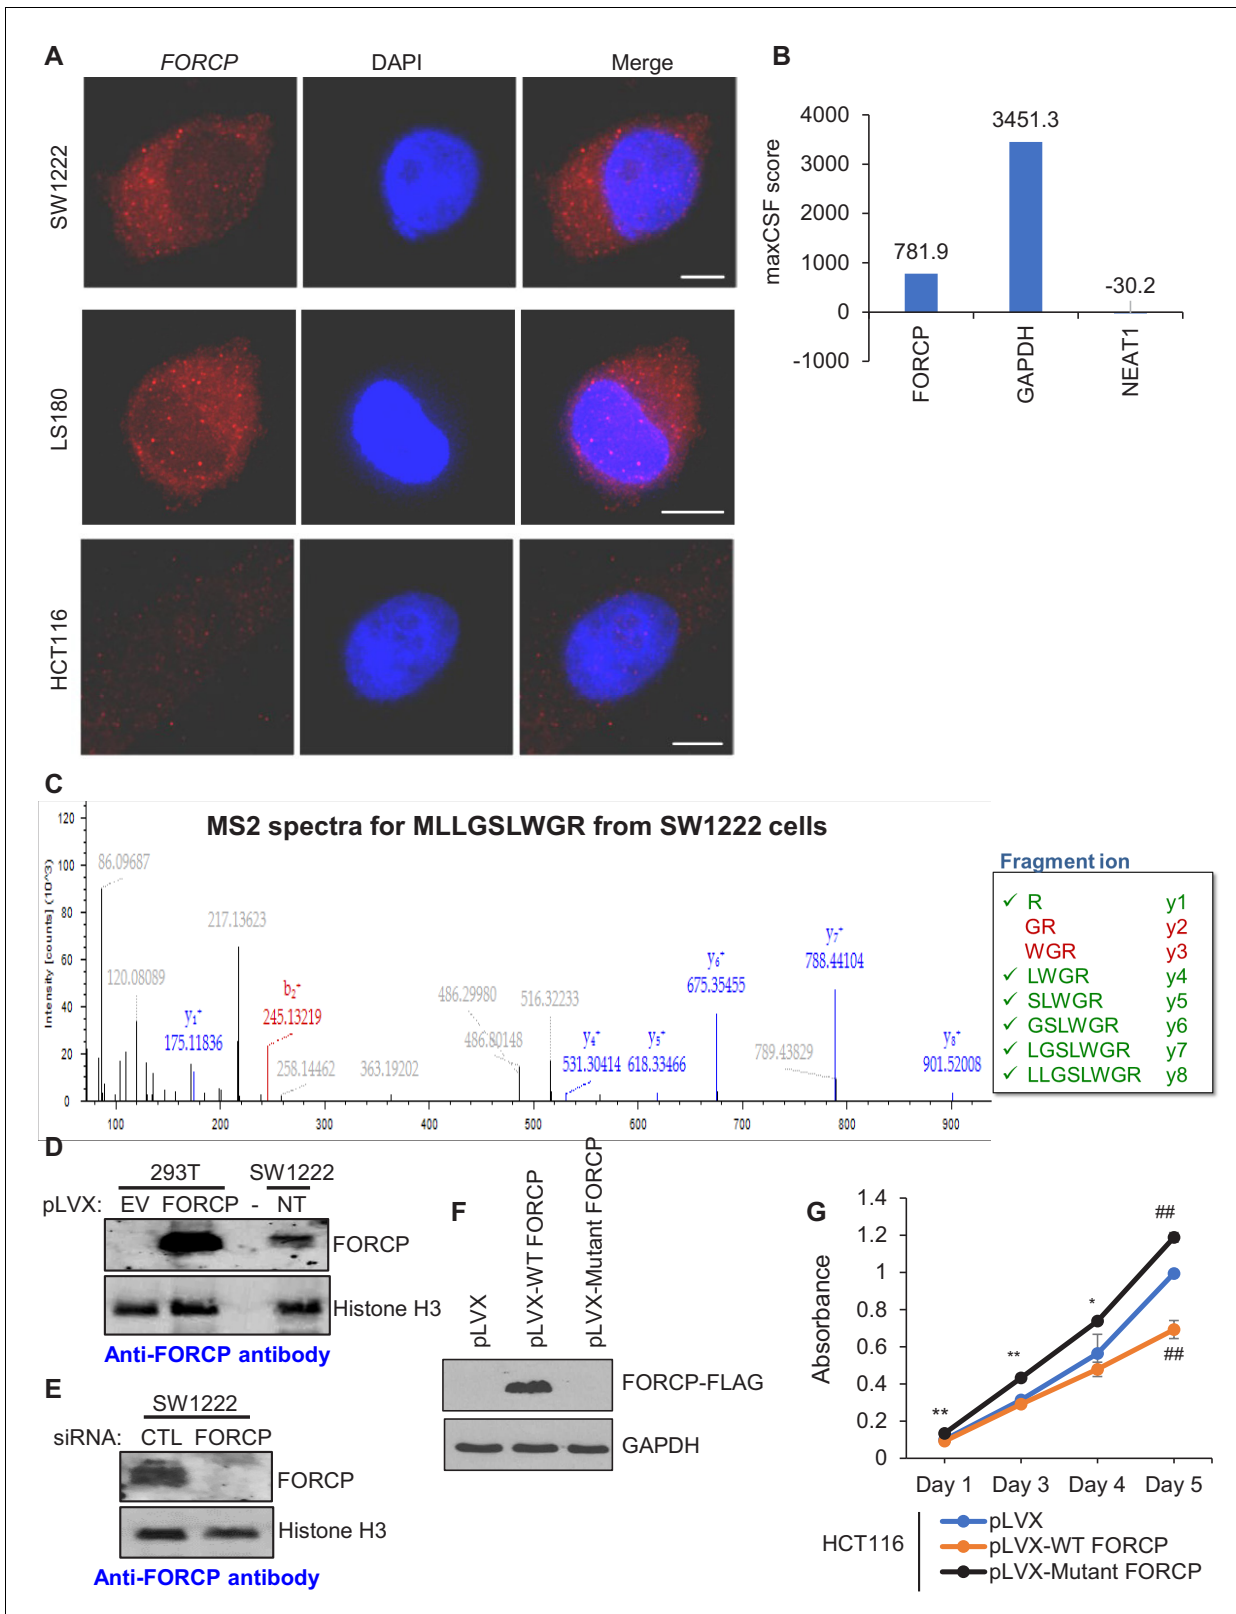 A
FORCP DAPI Merge
SW1222
LS180
HCT116
B
maxCSF score
4000
3000
2000
1000
0
-1000
781.9
3451.3
-30.2
FORCP
GAPDH
NEAT1
C
MS2 spectra for MLLGSLWGR from SW1222 cells
Intensity [counts] (10^3)
120
100
80
60
40
20
0
86.09687
120.08089
y1+
175.11836
217.13623
b2+
245.13219
258.14462
363.19202
486.29980
486.80148
516.32233
y4+
531.30414
y5+
618.33466
y6+
675.35455
y7+
788.44104
789.43829
y8+
901.52008
100 200 300 400 500 600 700 800 900
Fragment ion
✓ R y1
GR y2
WGR y3
✓ LWGR y4
✓ SLWGR y5
✓ GSLWGR y6
✓ LGSLWGR y7
✓ LLGSLWGR y8
D
293T SW1222
pLVX: EV FORCP - NT
FORCP
Histone H3
Anti-FORCP antibody
E
SW1222
siRNA: CTL FORCP
FORCP
Histone H3
Anti-FORCP antibody
F
pLVX
pLVX-WT FORCP
pLVX-Mutant FORCP
FORCP-FLAG
GAPDH
G
Absorbance
1.4
1.2
1
0.8
0.6
0.4
0.2
0
**
**
*
##
##
Day 1 Day 3 Day 4 Day 5
HCT116
pLVX
pLVX-WT FORCP
pLVX-Mutant FORCP